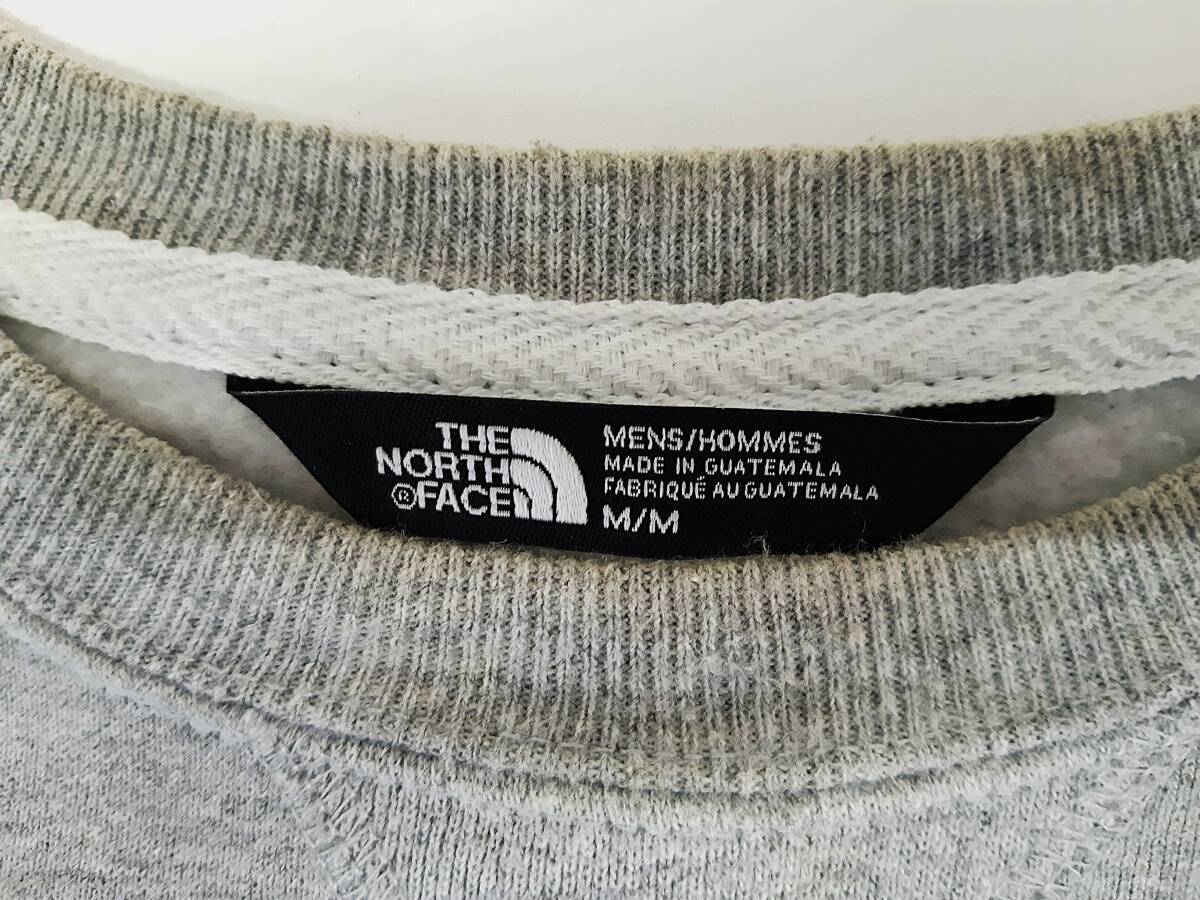 THE
NORTH
®FACE
MENS/HOMMES
MADE IN GUATEMALA
FABRIQUÉ AU GUATEMALA
M/M